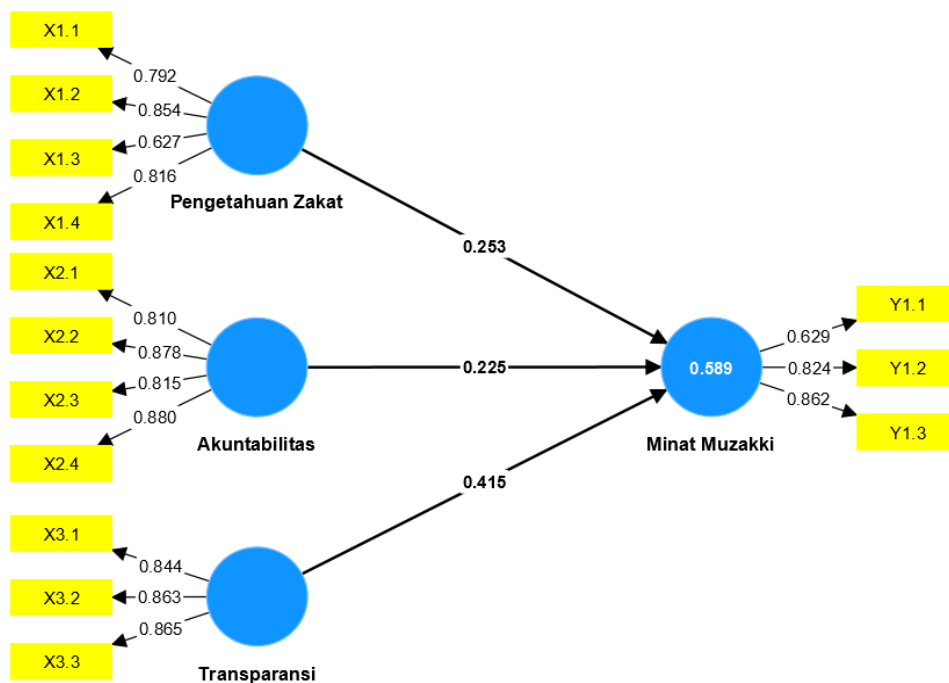 X1.1
0.792
X1.2
0.854
X1.3
0.627
X1.4
0.816
Pengetahuan Zakat
0.253
X2.1
0.810
X2.2
0.878
X2.3
0.815
X2.4
0.880
Akuntabilitas
0.225
X3.1
0.844
X3.2
0.863
X3.3
0.865
Transparansi
0.415
0.589
Minat Muzakki
Y1.1
0.629
Y1.2
0.824
Y1.3
0.862